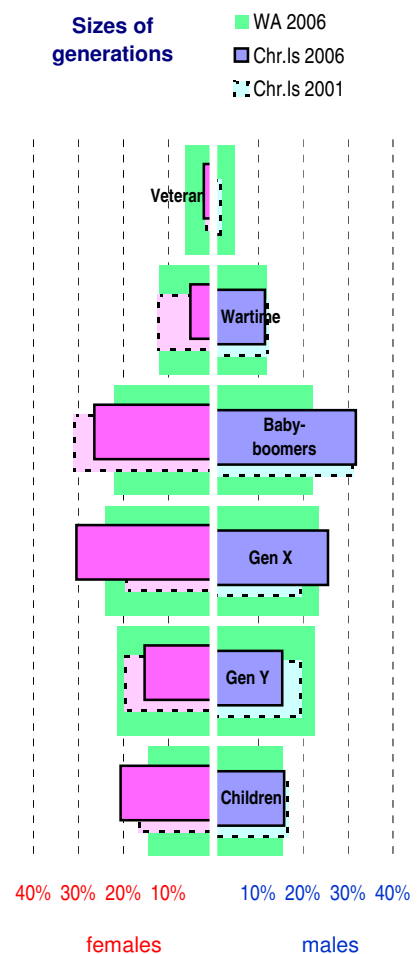 Sizes of
generations
WA 2006
Chr.Is 2006
Chr.Is 2001
Veteran
Wartime
Baby-
boomers
Gen X
Gen Y
Children
40% 30% 20% 10% 10% 20% 30% 40%
females males